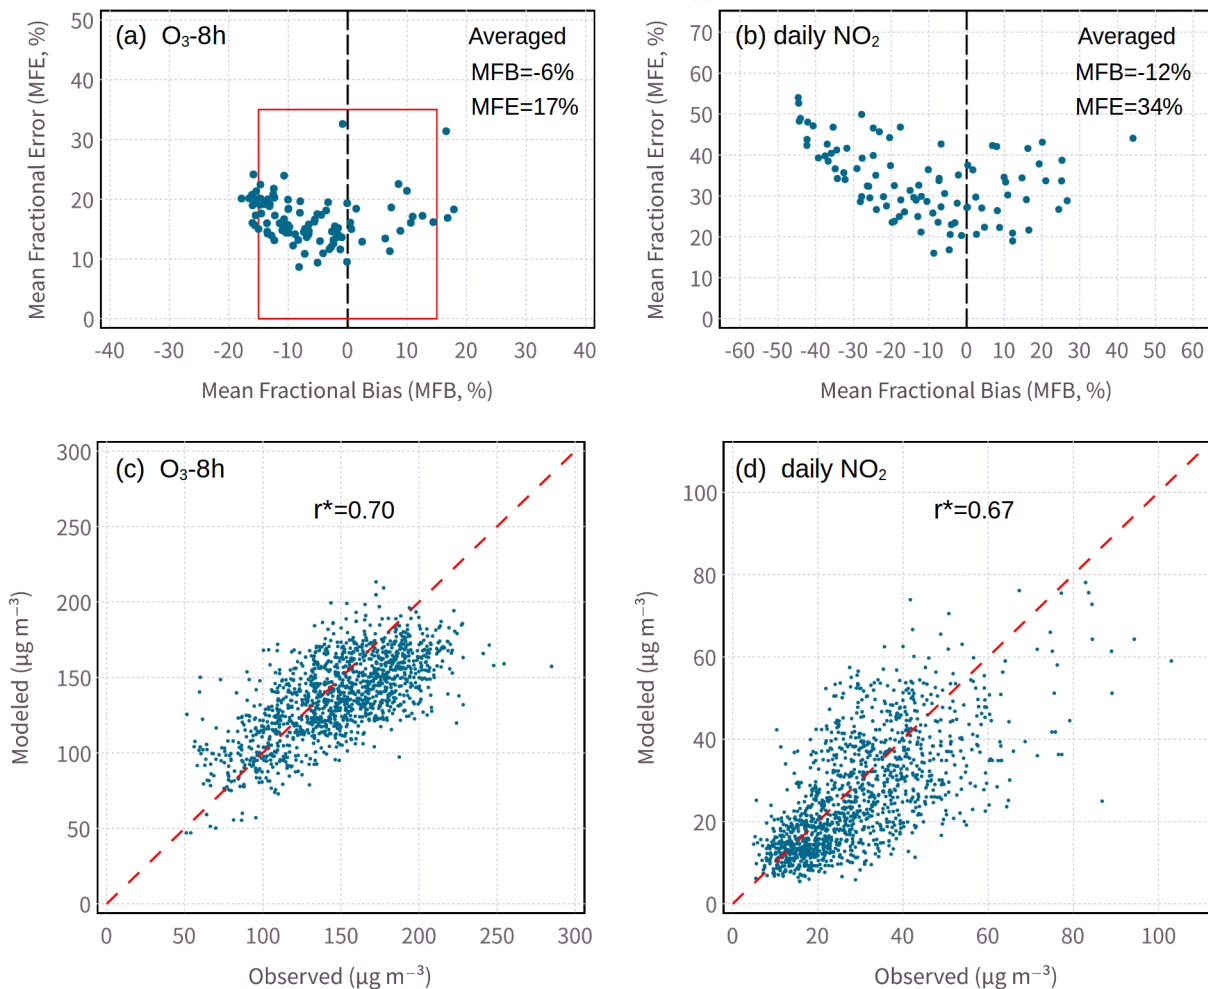 (a) O₃-8h
Averaged
MFB=-6%
MFE=17%
Mean Fractional Error (MFE, %)
50
40
30
20
10
0
-40 -30 -20 -10 0 10 20 30 40
Mean Fractional Bias (MFB, %)
(b) daily NO₂
Averaged
MFB=-12%
MFE=34%
Mean Fractional Error (MFE, %)
70
60
50
40
30
20
10
0
-60 -50 -40 -30 -20 -10 0 10 20 30 40 50 60
Mean Fractional Bias (MFB, %)
(c) O₃-8h
r*=0.70
Modeled (µg m⁻³)
300
250
200
150
100
50
0
0 50 100 150 200 250 300
Observed (µg m⁻³)
(d) daily NO₂
r*=0.67
Modeled (µg m⁻³)
100
80
60
40
20
0
0 20 40 60 80 100
Observed (µg m⁻³)